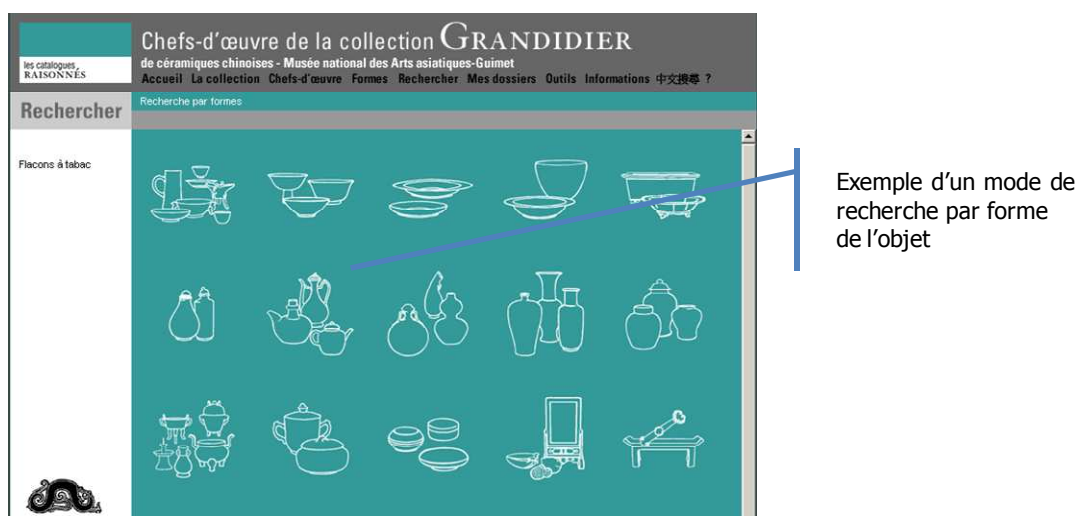 les catalogues
RAISONNÉS
Chefs-d'œuvre de la collection GRANDIDIER
de céramiques chinoises - Musée national des Arts asiatiques-Guimet
Accueil La collection Chefs-d'œuvre Formes Rechercher Mes dossiers Outils Informations 中文搜尋 ?
Rechercher
Recherche par formes
Flacons à tabac
Exemple d'un mode de
recherche par forme
de l'objet